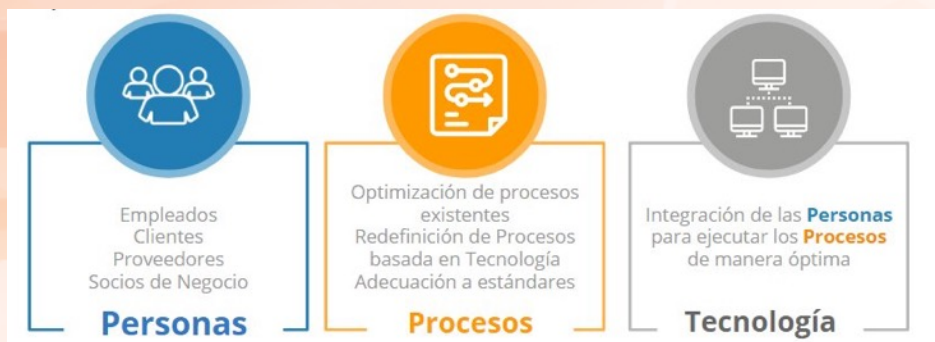 Empleados
Clientes
Proveedores
Socios de Negocio
Personas
Optimización de procesos
existentes
Redefinición de Procesos
basada en Tecnología
Adecuación a estándares
Procesos
Integración de las Personas
para ejecutar los Procesos
de manera óptima
Tecnología